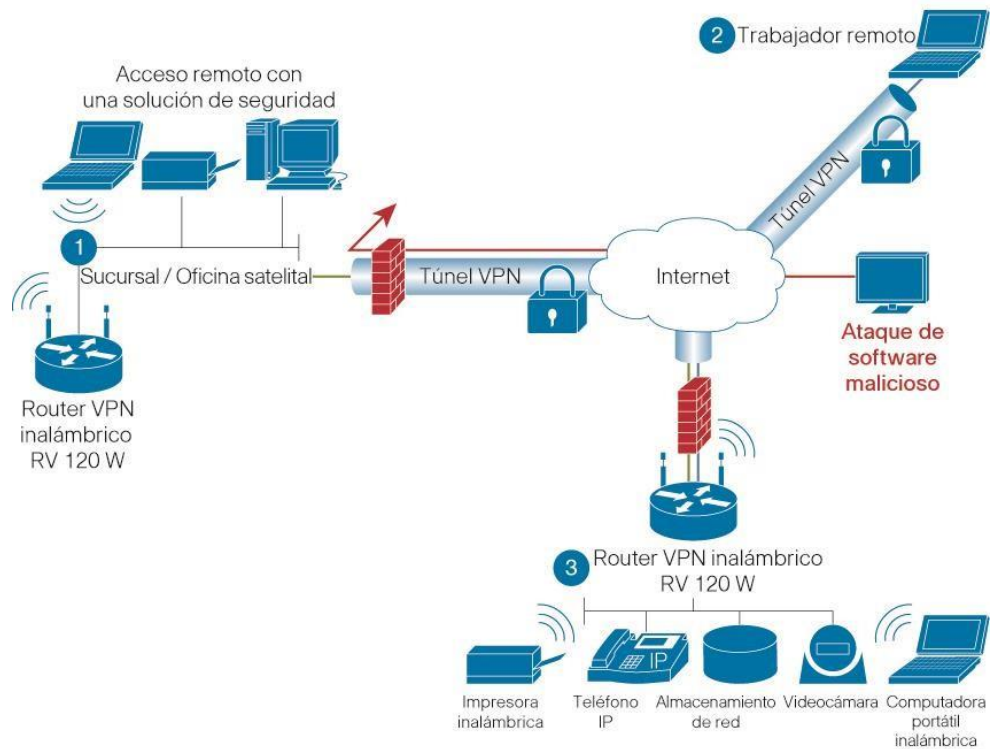 2 Trabajador remoto
Acceso remoto con
una solución de seguridad
Túnel VPN
1
Sucursal / Oficina satelital
Túnel VPN
Internet
Ataque de
software
malicioso
Router VPN
inalámbrico
RV 120 W
3
Router VPN inalámbrico
RV 120 W
IP
Impresora
inalámbrica
Teléfono
IP
Almacenamiento
de red
Videocámara
Computadora
portátil
inalámbrica